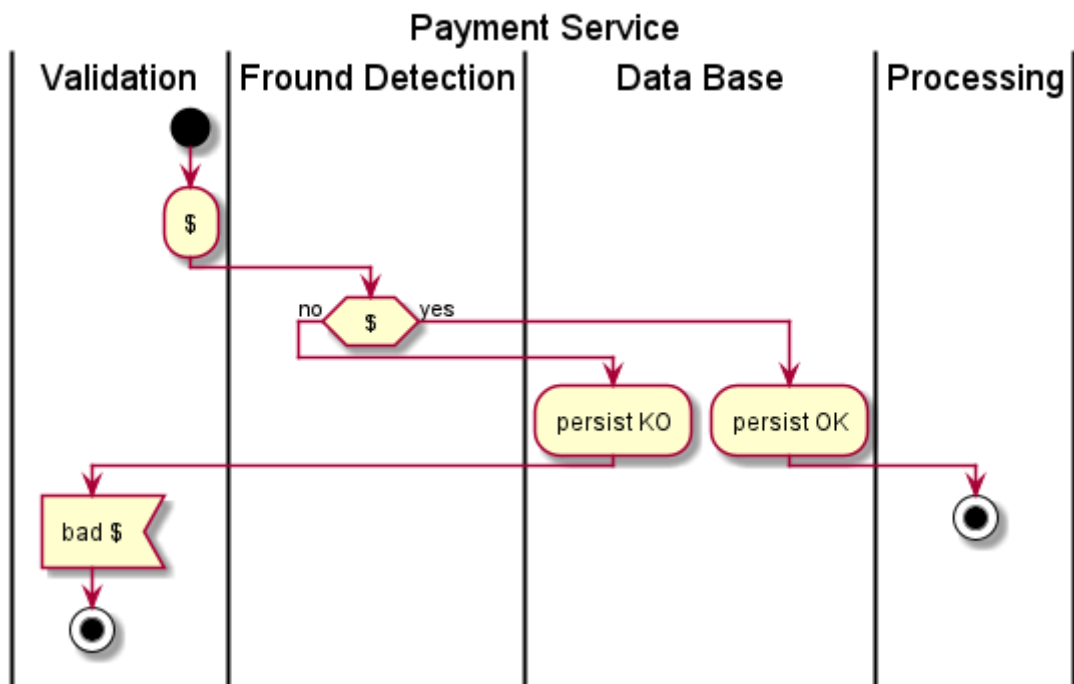 Payment Service
Validation
Fround Detection
Data Base
Processing
$
no
$
yes
persist KO
persist OK
bad $